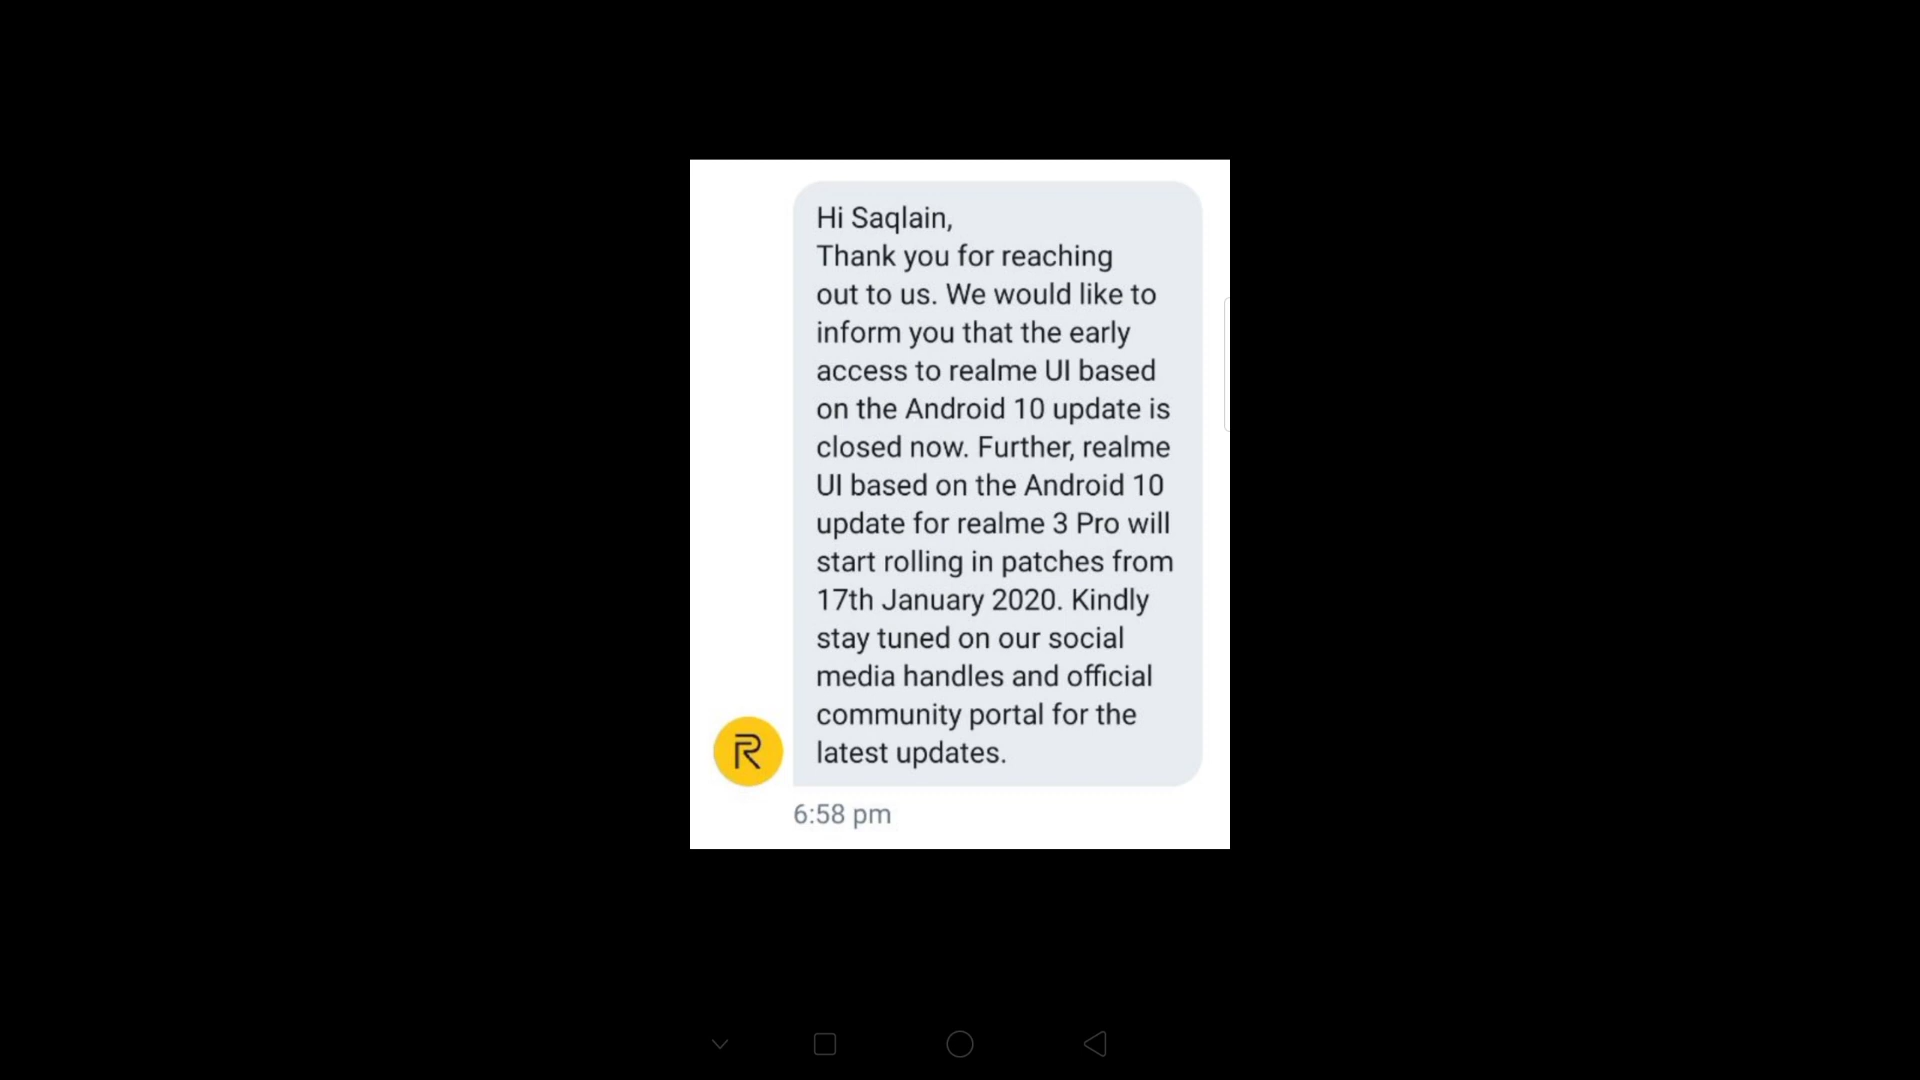 Hi Saqlain,
Thank you for reaching
out to us. We would like to
inform you that the early
access to realme UI based
on the Android 10 update is
closed now. Further, realme
UI based on the Android 10
update for realme 3 Pro will
start rolling in patches from
17th January 2020. Kindly
stay tuned on our social
media handles and official
community portal for the
latest updates.
R
6:58 pm